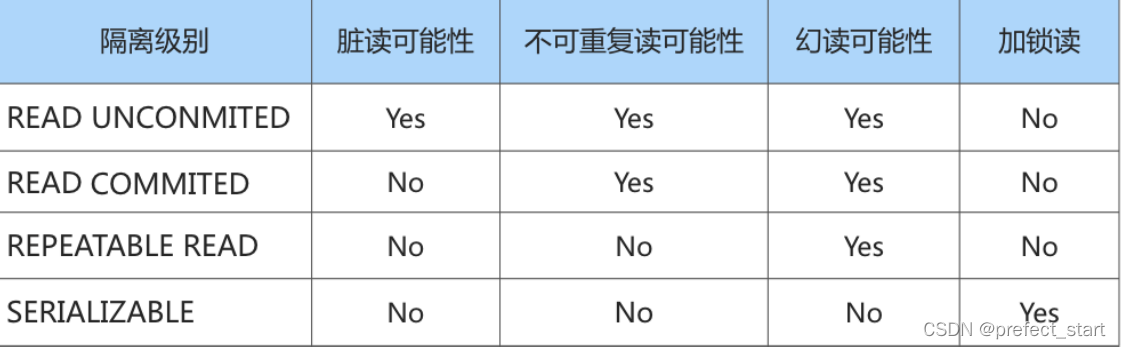 隔离级别 脏读可能性 不可重复读可能性 幻读可能性 加锁读
READ UNCONMITED Yes Yes Yes No
READ COMMITED No Yes Yes No
REPEATABLE READ No No Yes No
SERIALIZABLE No No No Yes
CSDN @prefect_start